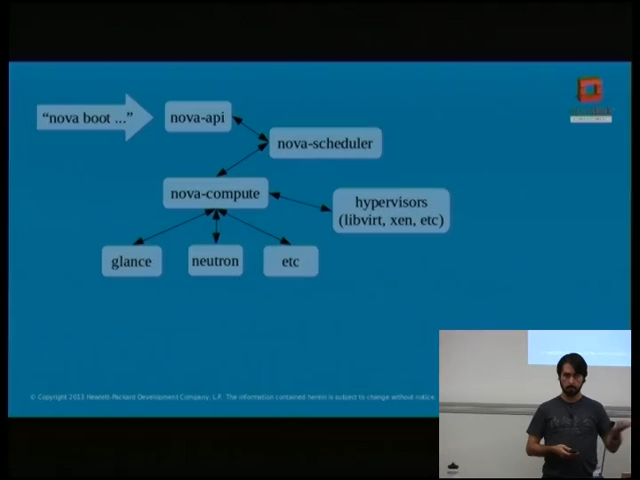 “nova boot ...”
nova-api
nova-scheduler
nova-compute
hypervisors
(libvirt, xen, etc)
glance
neutron
etc
© Copyright 2013 Hewlett-Packard Development Company, L.P. The information contained herein is subject to change without notice.